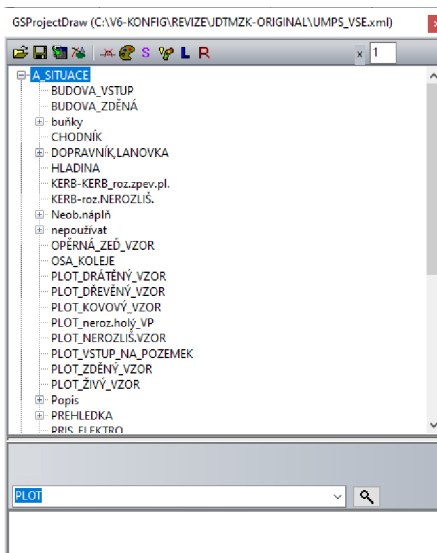 GSProjectDraw (C:\V6-KONFIG\REVIZE\JDTMZK-ORIGINAL\UMPS_VSE.xml)
S L R x 1
A_SITUACE
BUDOVA_VSTUP
BUDOVA_ZDĚNÁ
buňky
CHODNÍK
DOPRAVNÍK,LANOVKA
HLADINA
KERB-KERB_roz.zpev.pl.
KERB-roz.NEROZLIŠ.
Neob.náplň
nepoužívat
OPĚRNÁ_ZEĎ_VZOR
OSA_KOLEJE
PLOT_DRÁTĚNÝ_VZOR
PLOT_DŘEVĚNÝ_VZOR
PLOT_KOVOVÝ_VZOR
PLOT_neroz.holý_VP
PLOT_NEROZLIŠ.VZOR
PLOT_VSTUP_NA_POZEMEK
PLOT_ZDĚNÝ_VZOR
PLOT_ŽIVÝ_VZOR
Popis
PREHLEDKA
PRIS_ELEKTRO
PLOT